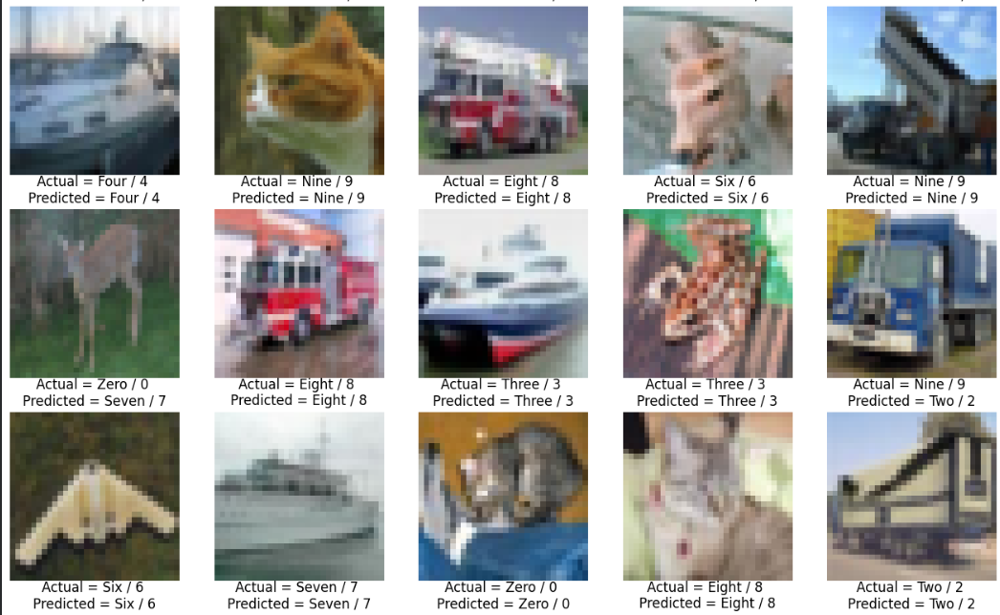 Actual = Four / 4
Predicted = Four / 4
Actual = Nine / 9
Predicted = Nine / 9
Actual = Eight / 8
Predicted = Eight / 8
Actual = Six / 6
Predicted = Six / 6
Actual = Nine / 9
Predicted = Nine / 9
Actual = Zero / 0
Predicted = Seven / 7
Actual = Eight / 8
Predicted = Eight / 8
Actual = Three / 3
Predicted = Three / 3
Actual = Three / 3
Predicted = Three / 3
Actual = Nine / 9
Predicted = Two / 2
Actual = Six / 6
Predicted = Six / 6
Actual = Seven / 7
Predicted = Seven / 7
Actual = Zero / 0
Predicted = Zero / 0
Actual = Eight / 8
Predicted = Eight / 8
Actual = Two / 2
Predicted = Two / 2